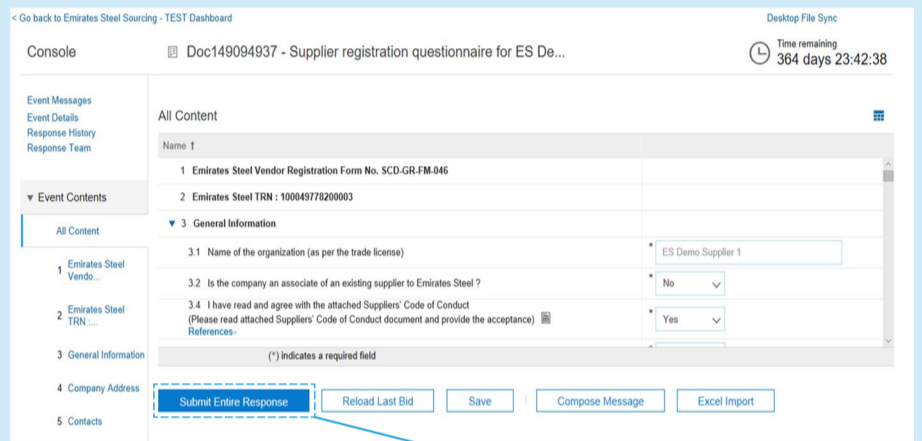 < Go back to Emirates Steel Sourcing - TEST Dashboard
Desktop File Sync
Console
Doc149094937 - Supplier registration questionnaire for ES De...
Time remaining
364 days 23:42:38
Event Messages
Event Details
Response History
Response Team
▼ Event Contents
All Content
1 Emirates Steel Vendo...
2 Emirates Steel TRN :...
3 General Information
4 Company Address
5 Contacts
All Content
Name ↑
1 Emirates Steel Vendor Registration Form No. SCD-GR-FM-046
2 Emirates Steel TRN : 100049778200003
▼ 3 General Information
3.1 Name of the organization (as per the trade license)
* ES Demo Supplier 1
3.2 Is the company an associate of an existing supplier to Emirates Steel ?
* No
3.4 I have read and agree with the attached Suppliers' Code of Conduct
(Please read attached Suppliers' Code of Conduct document and provide the acceptance)
References
* Yes
(*) indicates a required field
Submit Entire Response
Reload Last Bid
Save
Compose Message
Excel Import